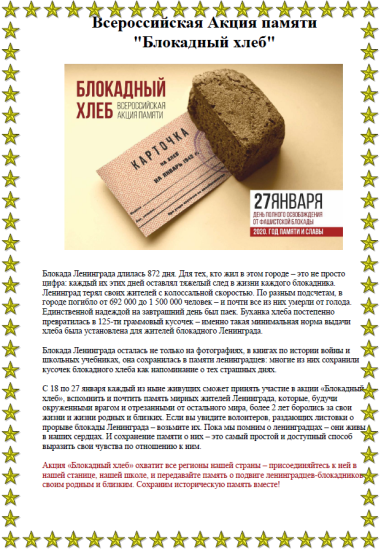 Всероссийская Акция памяти
"Блокадный хлеб"
БЛОКАДНЫЙ
ХЛЕБ
ВСЕРОССИЙСКАЯ
АКЦИЯ ПАМЯТИ
КАРТОЧКА
НА ХЛЕБ
НА ЯНВАРЬ 1942 г.
27 ЯНВАРЯ
ДЕНЬ ПОЛНОГО ОСВОБОЖДЕНИЯ
ОТ ФАШИСТСКОЙ БЛОКАДЫ
2020. ГОД ПАМЯТИ И СЛАВЫ
Блокада Ленинграда длилась 872 дня. Для тех, кто жил в этом городе – это не просто
цифра: каждый их этих дней оставлял тяжелый след в жизни каждого блокадника.
Ленинград терял своих жителей с колоссальной скоростью. По разным подсчетам, в
городе погибло от 692 000 до 1 500 000 человек – и почти все из них умерли от голода.
Единственной надеждой на завтрашний день был паек. Буханка хлеба постепенно
превратилась в 125-ти граммовый кусочек – именно такая минимальная норма выдачи
хлеба была установлена для жителей блокадного Ленинграда.
Блокада Ленинграда осталась не только на фотографиях, в книгах по истории войны и
школьных учебниках, она сохранилась в памяти ленинградцев: многие из них сохранили
кусочек блокадного хлеба как напоминание о тех страшных днях.
С 18 по 27 января каждый из ныне живущих сможет принять участие в акции «Блокадный
хлеб», вспомнить и почтить память мирных жителей Ленинграда, которые, будучи
окруженными врагом и отрезанными от остального мира, более 2 лет боролись за свои
жизни и жизни родных и близких. Если вы увидите волонтеров, раздающих листовки о
прорыве блокады Ленинграда – возьмите их. Пока мы помним о ленинградцах – они живы
в наших сердцах. И сохранение памяти о них – это самый простой и доступный способ
выразить свои чувства по отношению к ним.
Акция «Блокадный хлеб» охватит все регионы нашей страны – присоединяйтесь к ней в
нашей станице, нашей школе, и передавайте память о подвиге ленинградцев-блокадников
своим родным и близким. Сохраним историческую память вместе!